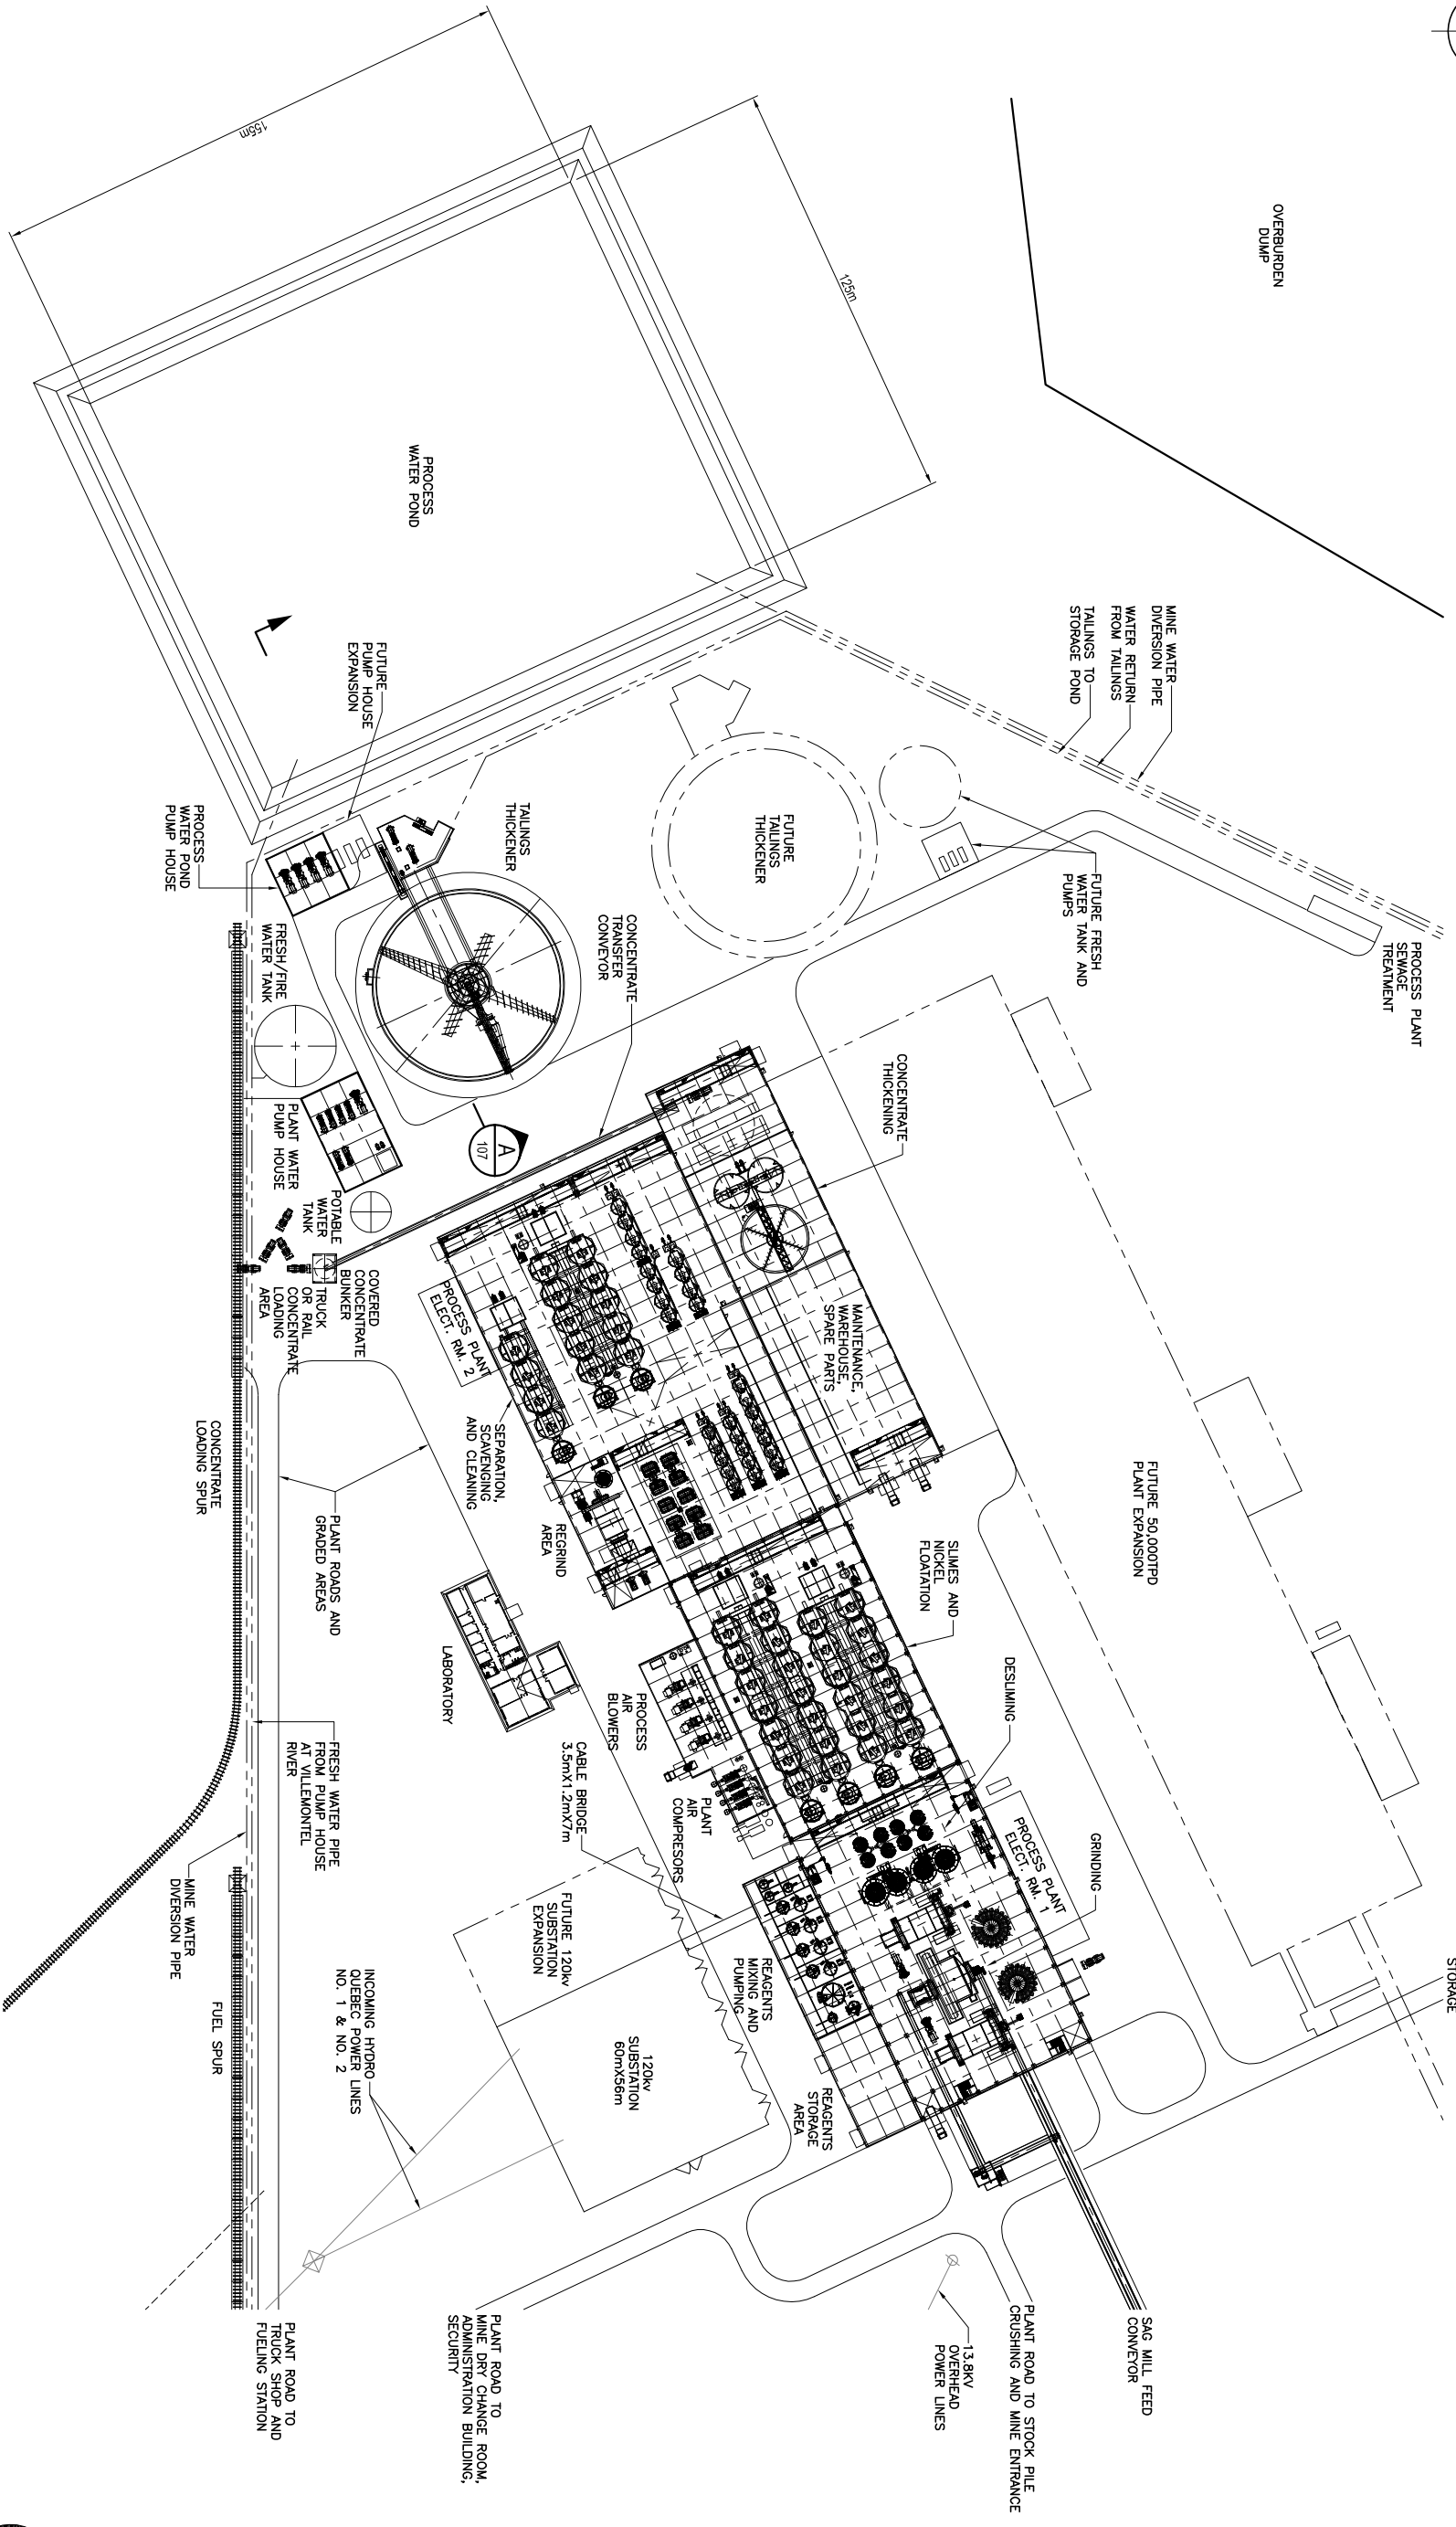 OVERBURDEN
DUMP
155m
125m
PROCESS
WATER POND
MINE WATER
DIVERSION PIPE
WATER RETURN
FROM TAILINGS
TAILINGS TO
STORAGE POND
FUTURE
PUMP HOUSE
EXPANSION
PROCESS
WATER POND
PUMP HOUSE
TAILINGS
THICKENER
FUTURE
TAILINGS
THICKENER
FUTURE FRESH
WATER TANK AND
PUMPS
PROCESS PLANT
SEWAGE
TREATMENT
FRESH/FIRE
WATER TANK
CONCENTRATE
TRANSFER
CONVEYOR
CONCENTRATE
THICKENING
A
107
PLANT WATER
PUMP HOUSE
POTABLE
WATER
TANK
COVERED
CONCENTRATE
BUNKER
TRUCK
OR RAIL
CONCENTRATE
LOADING
AREA
PROCESS PLANT
ELECT. RM. 2
MAINTENANCE,
WAREHOUSE,
SPARE PARTS
SEPARATION,
SCAVENGING
AND CLEANING
CONCENTRATE
LOADING SPUR
PLANT ROADS AND
GRADED AREAS
REGRIND
AREA
LABORATORY
SLIMES AND
NICKEL
FLOATATION
FUTURE 50,000TPD
PLANT EXPANSION
DESLIMING
PROCESS
AIR
BLOWERS
CABLE BRIDGE
3.5mX1.2mX7m
PLANT
AIR
COMPRESORS
FRESH WATER PIPE
FROM PUMP HOUSE
AT VILLEMONTEL
RIVER
MINE WATER
DIVERSION PIPE
PROCESS PLANT
ELECT. RM. 1
GRINDING
FUTURE 120kv
SUBSTATION
EXPANSION
REAGENTS
MIXING AND
PUMPING
INCOMING HYDRO
QUEBEC POWER LINES
NO. 1 & NO. 2
FUEL SPUR
120kv
SUBSTATION
60mX56m
REAGENTS
STORAGE
AREA
STORAGE
SAG MILL FEED
CONVEYOR
PLANT ROAD TO STOCK PILE
CRUSHING AND MINE ENTRANCE
13.8KV
OVERHEAD
POWER LINES
PLANT ROAD TO
MINE DRY CHANGE ROOM,
ADMINISTRATION BUILDING,
SECURITY
PLANT ROAD TO
TRUCK SHOP AND
FUELING STATION